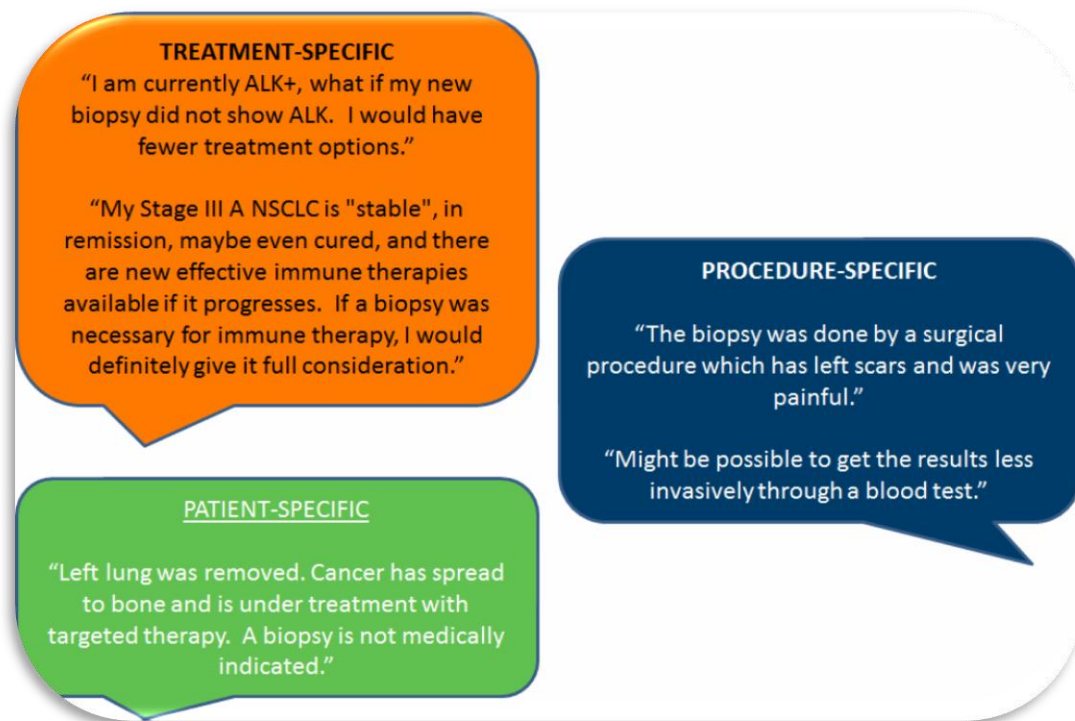 TREATMENT-SPECIFIC
“I am currently ALK+, what if my new
biopsy did not show ALK.  I would have
fewer treatment options.”
“My Stage III A NSCLC is "stable", in
remission, maybe even cured, and there
are new effective immune therapies
available if it progresses.  If a biopsy was
necessary for immune therapy, I would
definitely give it full consideration.”
PROCEDURE-SPECIFIC
“The biopsy was done by a surgical
procedure which has left scars and was very
painful.”
“Might be possible to get the results less
invasively through a blood test.”
PATIENT-SPECIFIC
“Left lung was removed. Cancer has spread
to bone and is under treatment with
targeted therapy.  A biopsy is not medically
indicated.”